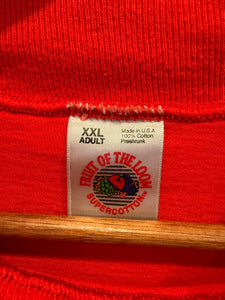 XXL
ADULT
Made in U.S.A
100% Cotton
Preshrunk
FRUIT OF THE LOOM
SUPERCOTTON